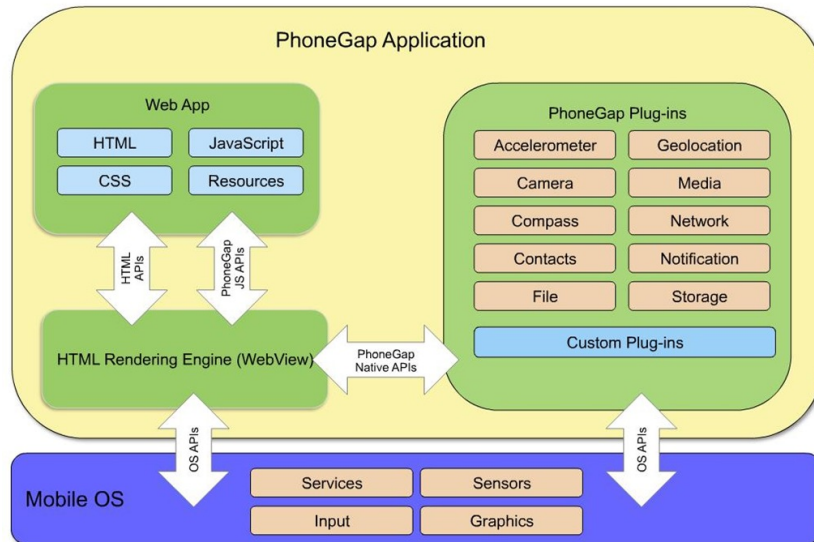 PhoneGap Application
Web App
HTML
JavaScript
CSS
Resources
HTML
APIs
PhoneGap
JS APIs
HTML Rendering Engine (WebView)
PhoneGap
Native APIs
PhoneGap Plug-ins
Accelerometer
Geolocation
Camera
Media
Compass
Network
Contacts
Notification
File
Storage
Custom Plug-ins
OS APIs
OS APIs
Mobile OS
Services
Sensors
Input
Graphics